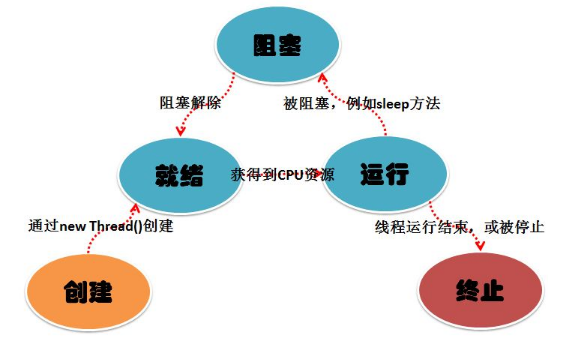 阻塞
阻塞解除
被阻塞，例如sleep方法
就绪
获得到CPU资源
运行
通过new Thread()创建
线程运行结束，或被停止
创建
终止